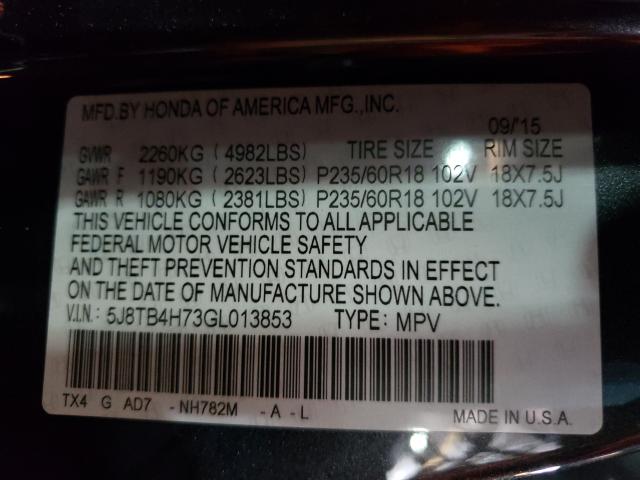 MFD.BY HONDA OF AMERICA MFG.,INC.
09/'15
GVWR 2260KG ( 4982LBS) TIRE SIZE RIM SIZE
GAWR F 1190KG ( 2623LBS) P235/60R18 102V 18X7.5J
GAWR R 1080KG ( 2381LBS) P235/60R18 102V 18X7.5J
THIS VEHICLE CONFORMS TO ALL APPLICABLE
FEDERAL MOTOR VEHICLE SAFETY
AND THEFT PREVENTION STANDARDS IN EFFECT
ON THE DATE OF MANUFACTURE SHOWN ABOVE.
V.I.N.: 5J8TB4H73GL013853 TYPE: MPV
TX4 G AD7 -NH782M -A -L
MADE IN U.S.A.